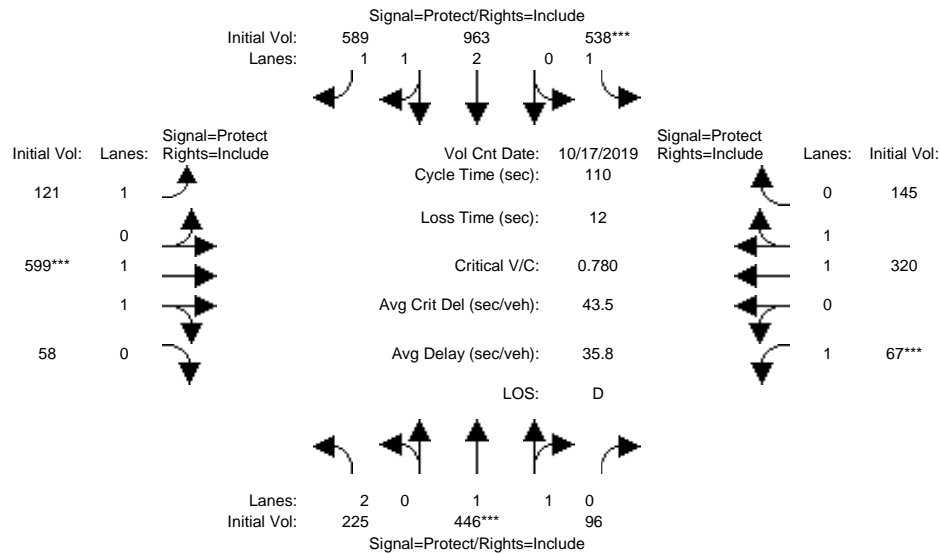 Signal=Protect/Rights=Include
Initial Vol: 589 963 538***
Lanes: 1 1 2 0 1
Signal=Protect
Initial Vol: Lanes: Rights=Include
Vol Cnt Date: 10/17/2019
Signal=Protect
Rights=Include Lanes: Initial Vol:
Cycle Time (sec): 110
121 1
0 145
Loss Time (sec): 12
0
1
599*** 1
Critical V/C: 0.780
1 320
1
Avg Crit Del (sec/veh): 43.5
0
58 0
Avg Delay (sec/veh): 35.8
1 67***
LOS: D
Lanes: 2 0 1 1 0
Initial Vol: 225 446*** 96
Signal=Protect/Rights=Include